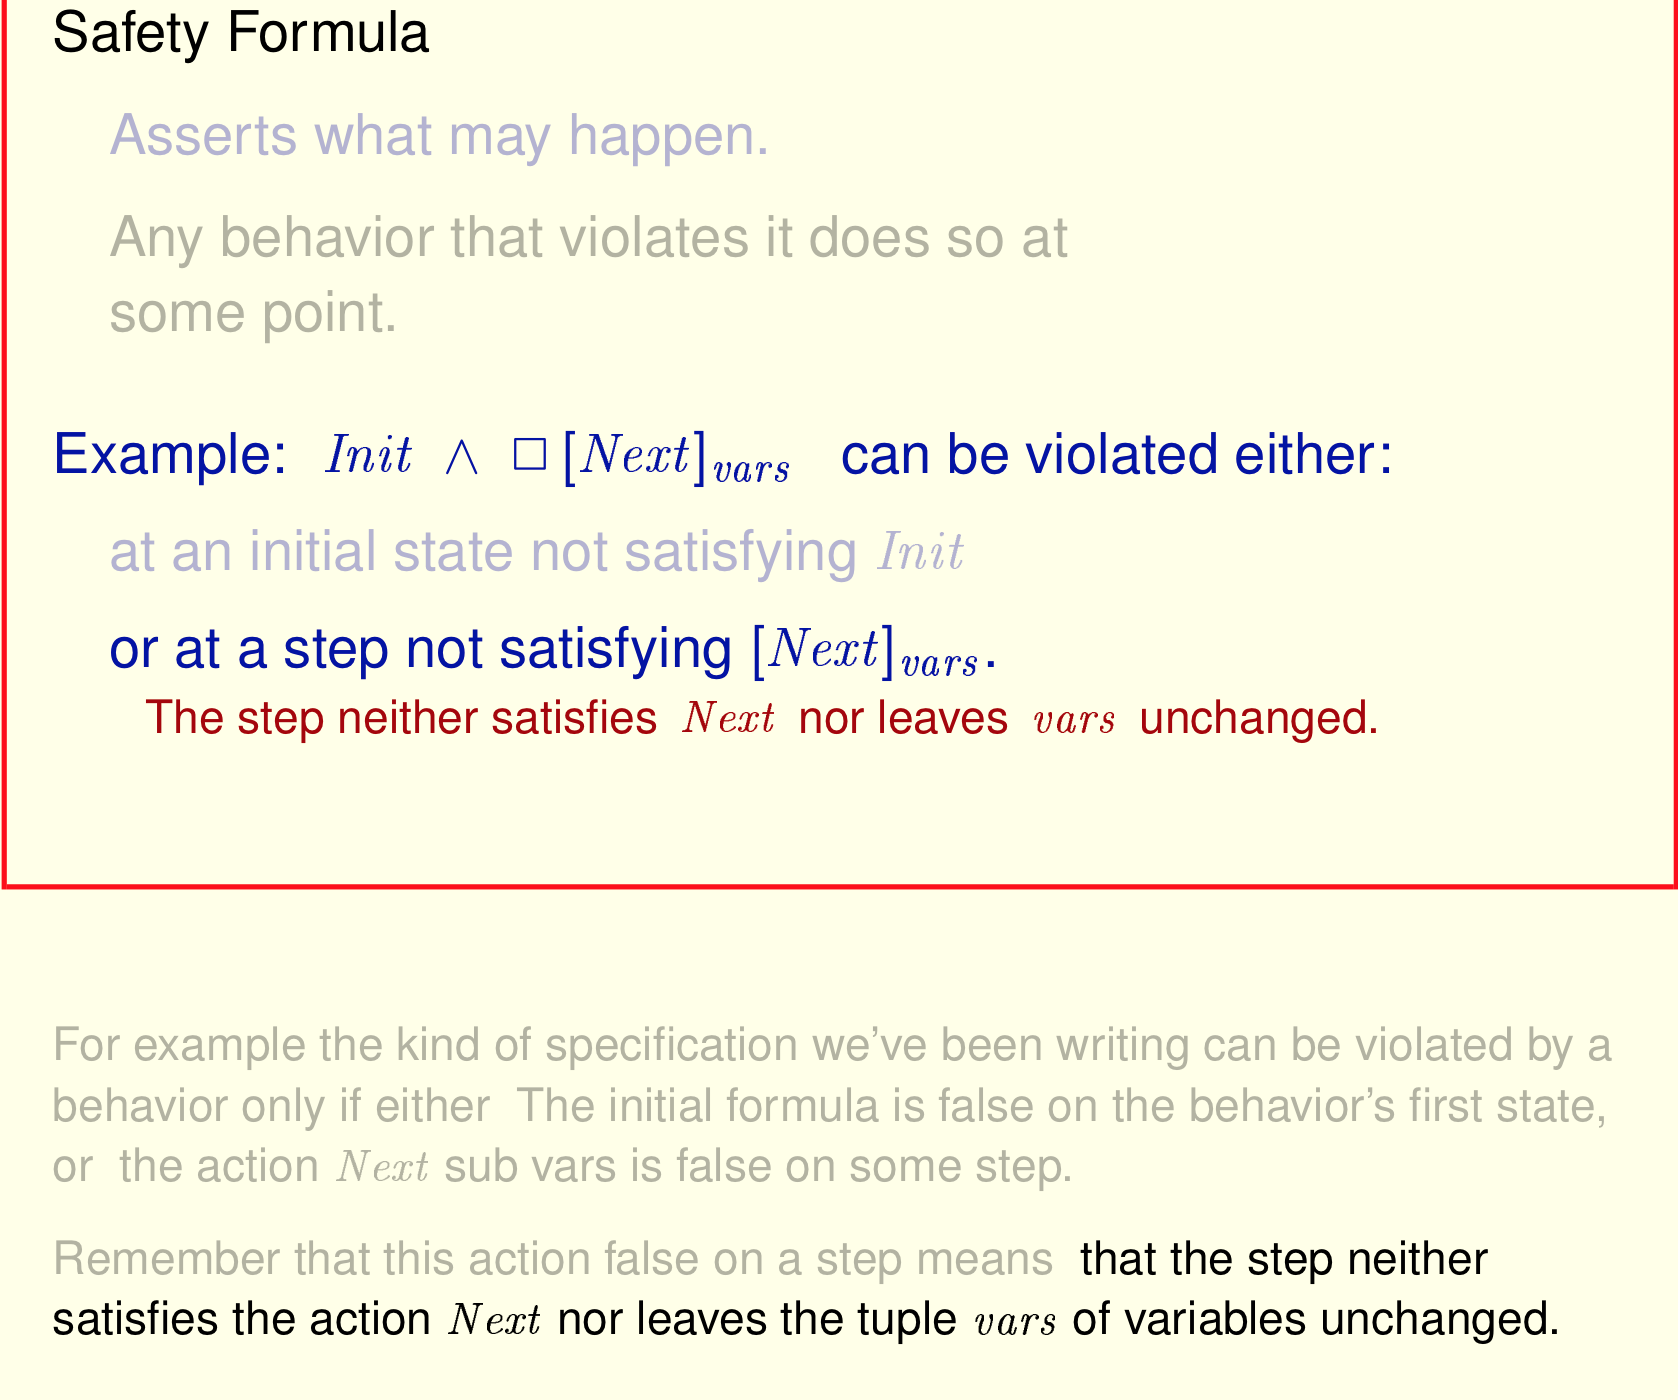 Safety Formula
Asserts what may happen.
Any behavior that violates it does so at
some point.
Example: Init ∧ □[Next]vars can be violated either:
at an initial state not satisfying Init
or at a step not satisfying [Next]vars.
The step neither satisfies Next nor leaves vars unchanged.
For example the kind of specification we’ve been writing can be violated by a
behavior only if either The initial formula is false on the behavior’s first state,
or the action Next sub vars is false on some step.
Remember that this action false on a step means that the step neither
satisfies the action Next nor leaves the tuple vars of variables unchanged.